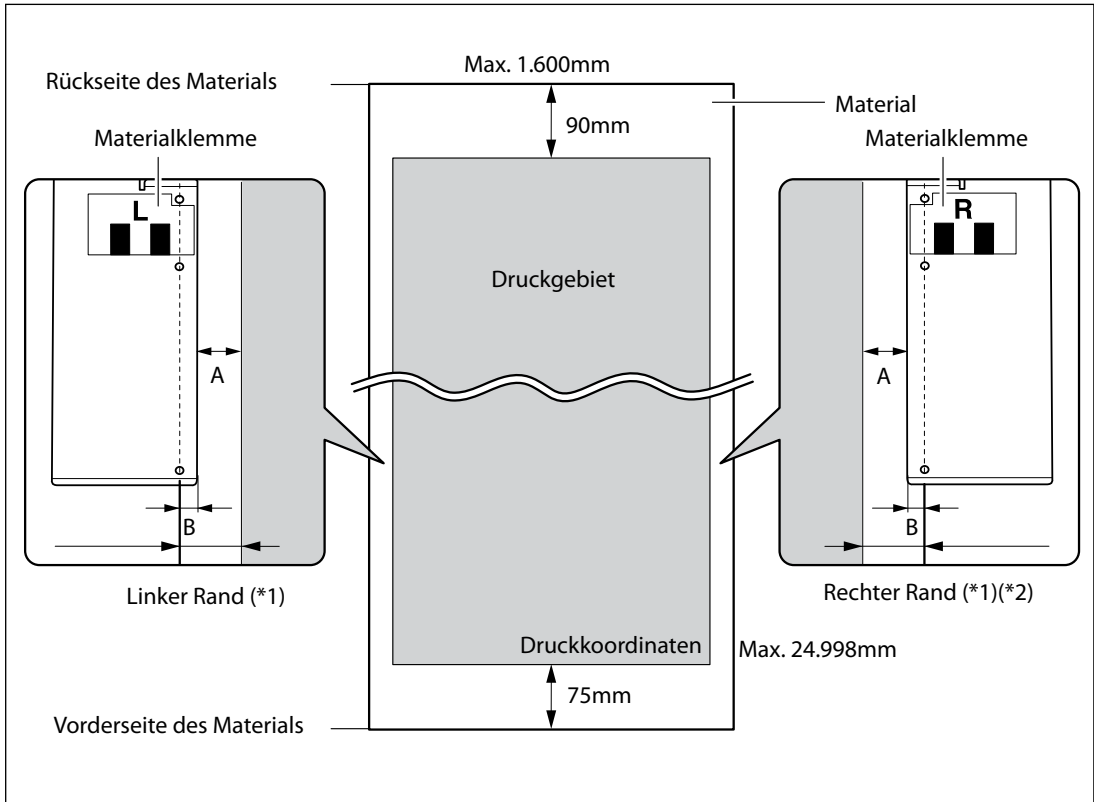 Max. 1.600mm
Rückseite des Materials
Material
90mm
Materialklemme
Materialklemme
L
R
Druckgebiet
A
A
B
B
Linker Rand (*1)
Rechter Rand (*1)(*2)
Druckkoordinaten
Max. 24.998mm
75mm
Vorderseite des Materials